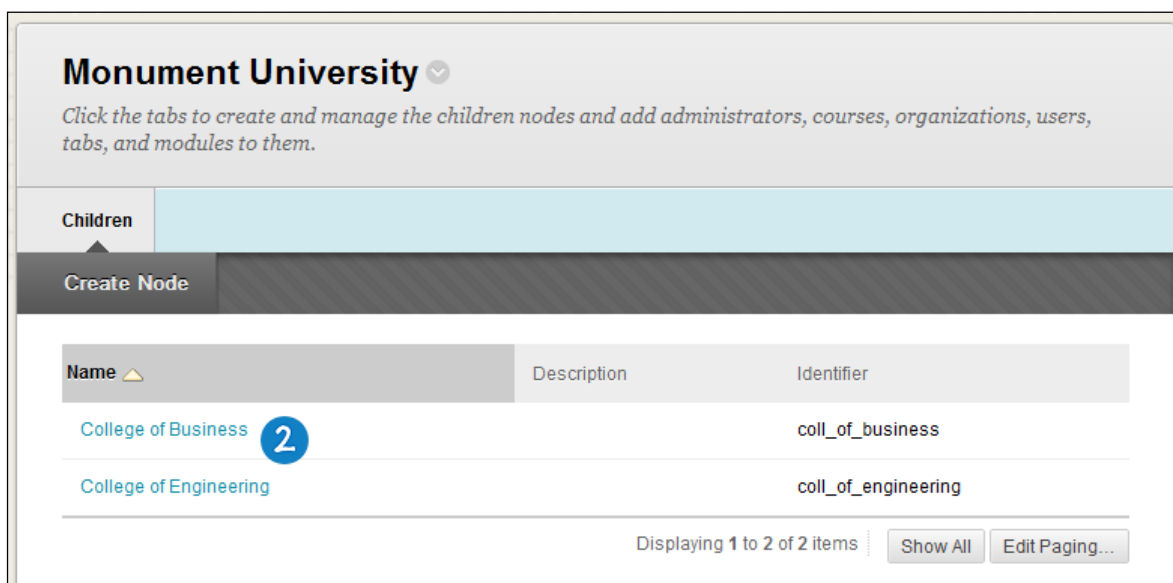 Monument University
Click the tabs to create and manage the children nodes and add administrators, courses, organizations, users,
tabs, and modules to them.
Children
Create Node
Name Description Identifier
College of Business 2 coll_of_business
College of Engineering coll_of_engineering
Displaying 1 to 2 of 2 items Show All Edit Paging...